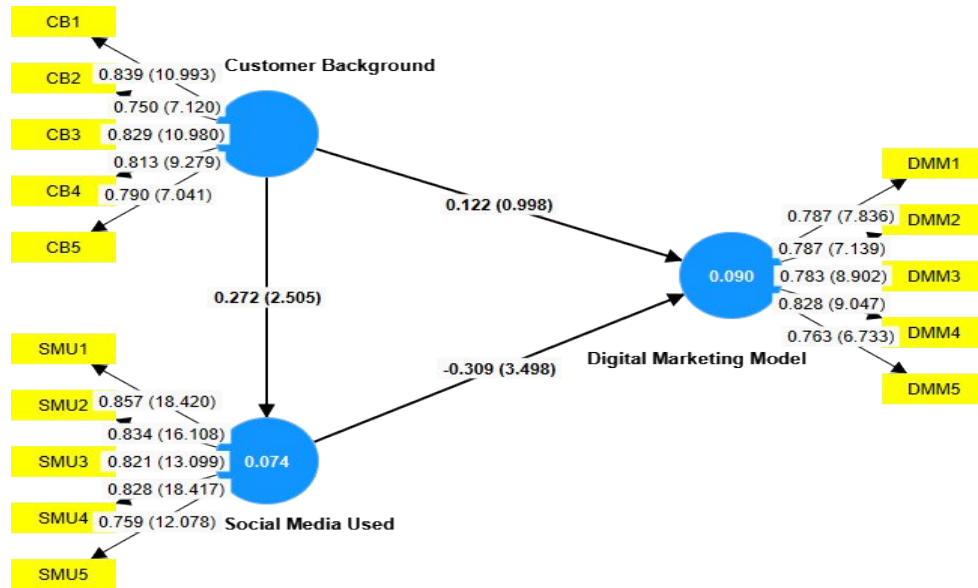 CB1
Customer Background
0.839 (10.993)
CB2
0.750 (7.120)
CB3
0.829 (10.980)
0.813 (9.279)
CB4
0.790 (7.041)
CB5
0.122 (0.998)
DMM1
0.787 (7.836)
DMM2
0.787 (7.139)
0.090
0.783 (8.902)
DMM3
0.828 (9.047)
DMM4
0.763 (6.733)
Digital Marketing Model
DMM5
0.272 (2.505)
-0.309 (3.498)
SMU1
0.857 (18.420)
SMU2
0.834 (16.108)
SMU3
0.821 (13.099)
0.074
0.828 (18.417)
SMU4
0.759 (12.078)
Social Media Used
SMU5